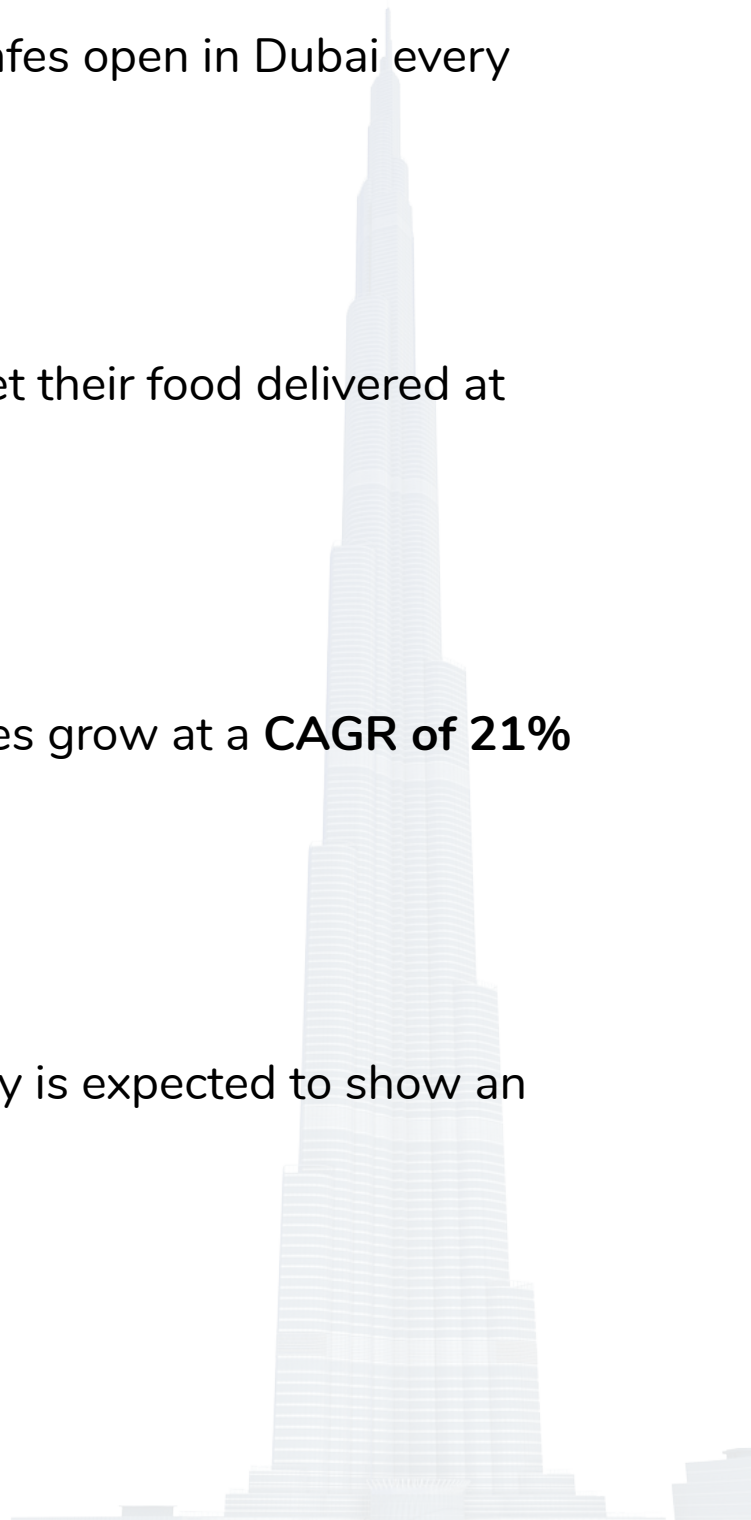 afes open in Dubai every
et their food delivered at
es grow at a CAGR of 21%
y is expected to show an